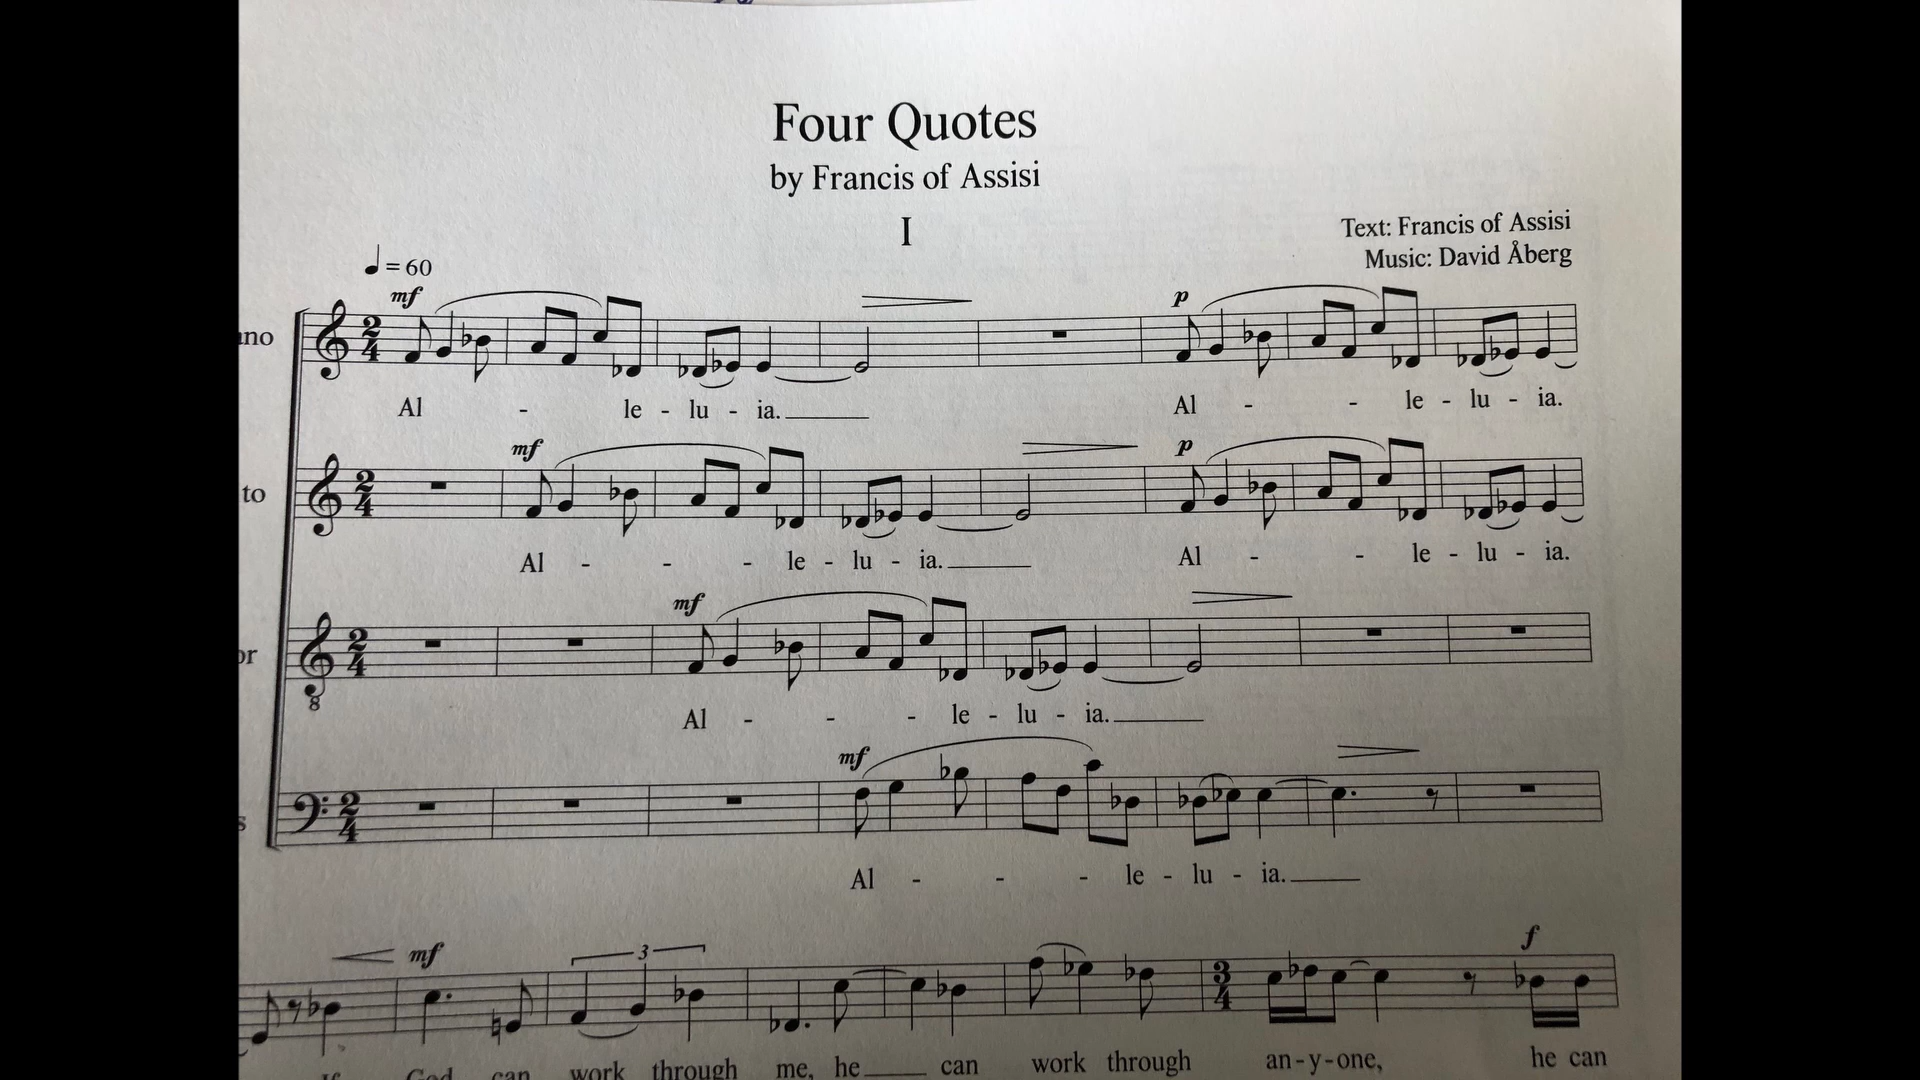 Four Quotes
by Francis of Assisi
I
Text: Francis of Assisi
Music: David Åberg
♩ = 60
mf p
Al - le - lu - ia. Al - - le - lu - ia.
mf p
Al - - - le - lu - ia. Al - - le - lu - ia.
mf
Al - - - le - lu - ia.
mf
Al - - - le - lu - ia.
mf 3 f
If God can work through me, he can work through an - y - one, he can